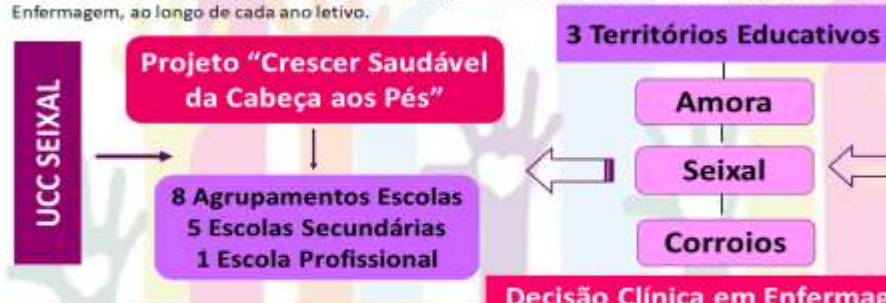 Enfermagem, ao longo de cada ano letivo.
UCC SEIXAL
Projeto “Crescer Saudável
da Cabeça aos Pés”
8 Agrupamentos Escolas
5 Escolas Secundárias
1 Escola Profissional
3 Territórios Educativos
Amora
Seixal
Corroios
Decisão Clínica em Enfermag